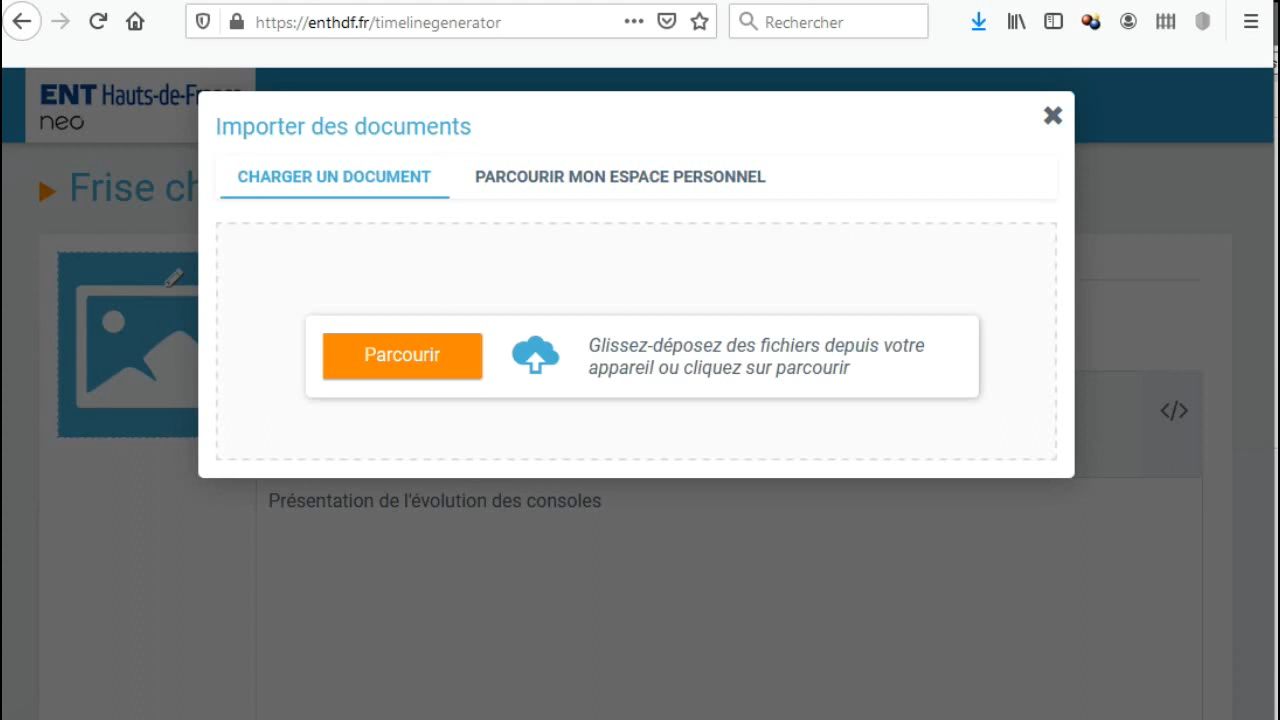 https://enthdf.fr/timelinegenerator
Rechercher
ENT Hauts-de-Fr
neo
Importer des documents
CHARGER UN DOCUMENT
PARCOURIR MON ESPACE PERSONNEL
Frise ch
Parcourir
Glissez-déposez des fichiers depuis votre
appareil ou cliquez sur parcourir
</>
Présentation de l'évolution des consoles